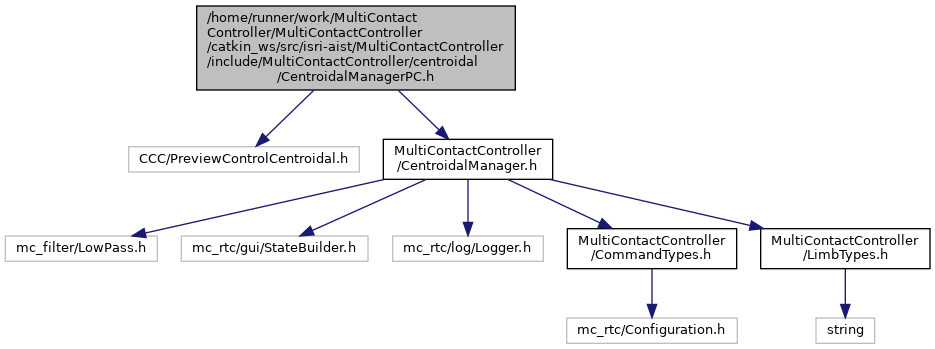 /home/runner/work/MultiContact
Controller/MultiContactController
/catkin_ws/src/isri-aist/MultiContactController
/include/MultiContactController/centroidal
/CentroidalManagerPC.h
CCC/PreviewControlCentroidal.h
MultiContactController
/CentroidalManager.h
mc_filter/LowPass.h
mc_rtc/gui/StateBuilder.h
mc_rtc/log/Logger.h
MultiContactController
/CommandTypes.h
MultiContactController
/LimbTypes.h
mc_rtc/Configuration.h
string